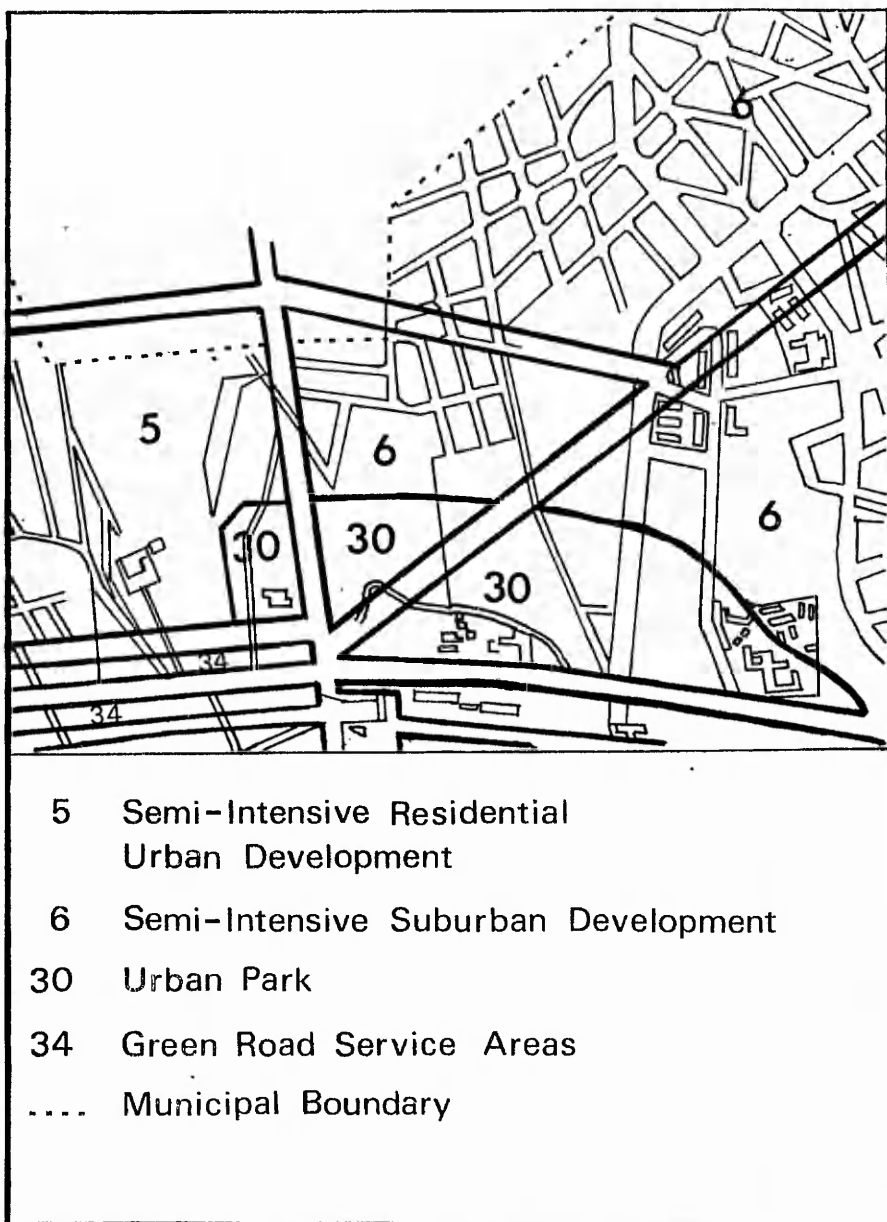 6
5
6
6
30
30
30
34
34
5 Semi-Intensive Residential
Urban Development
6 Semi-Intensive Suburban Development
30 Urban Park
34 Green Road Service Areas
.... Municipal Boundary